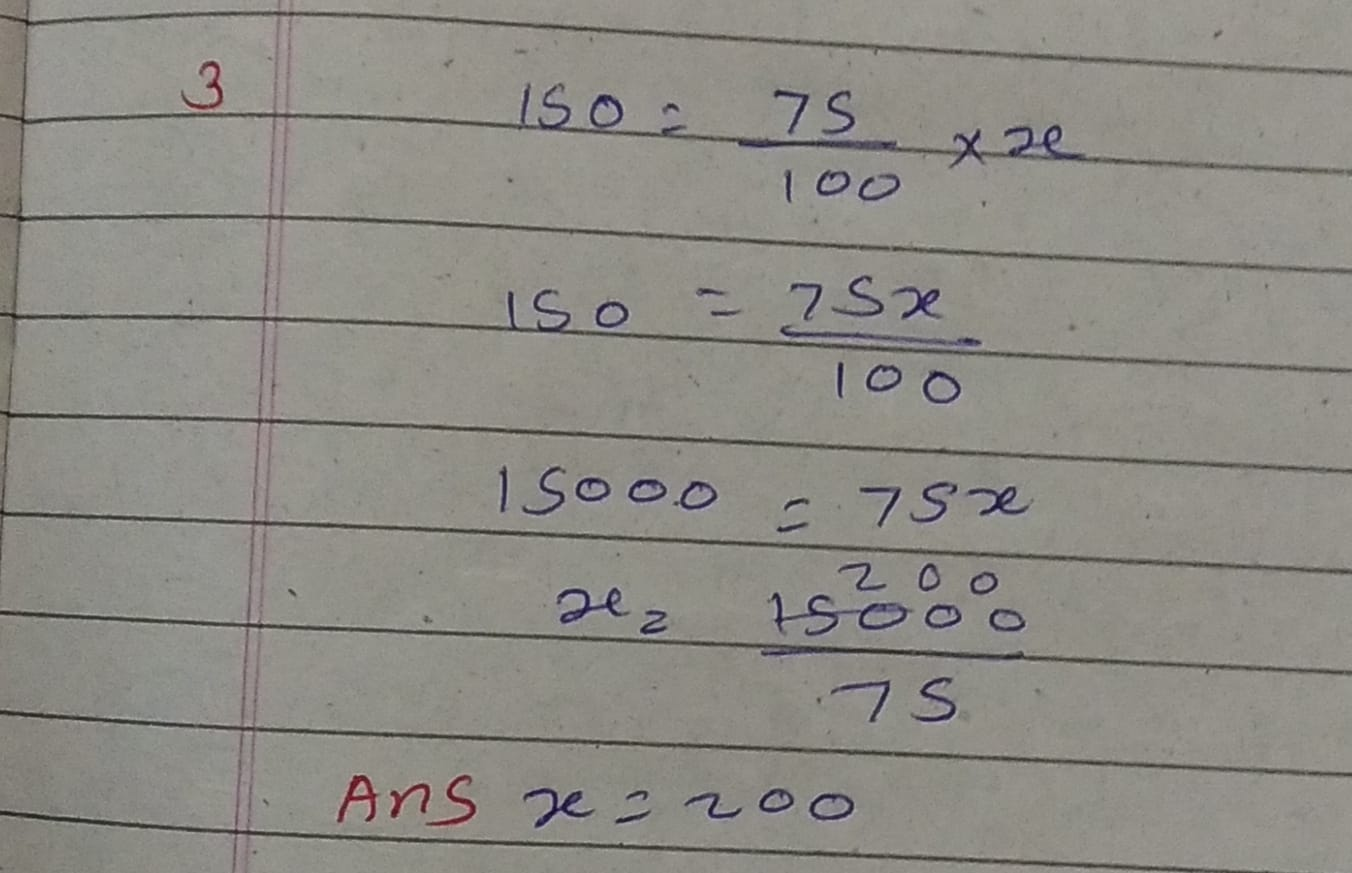 3 150 = 75/100 × x
150 = 75x/100
15000 = 75x
200
x = 15000/75
Ans x = 200